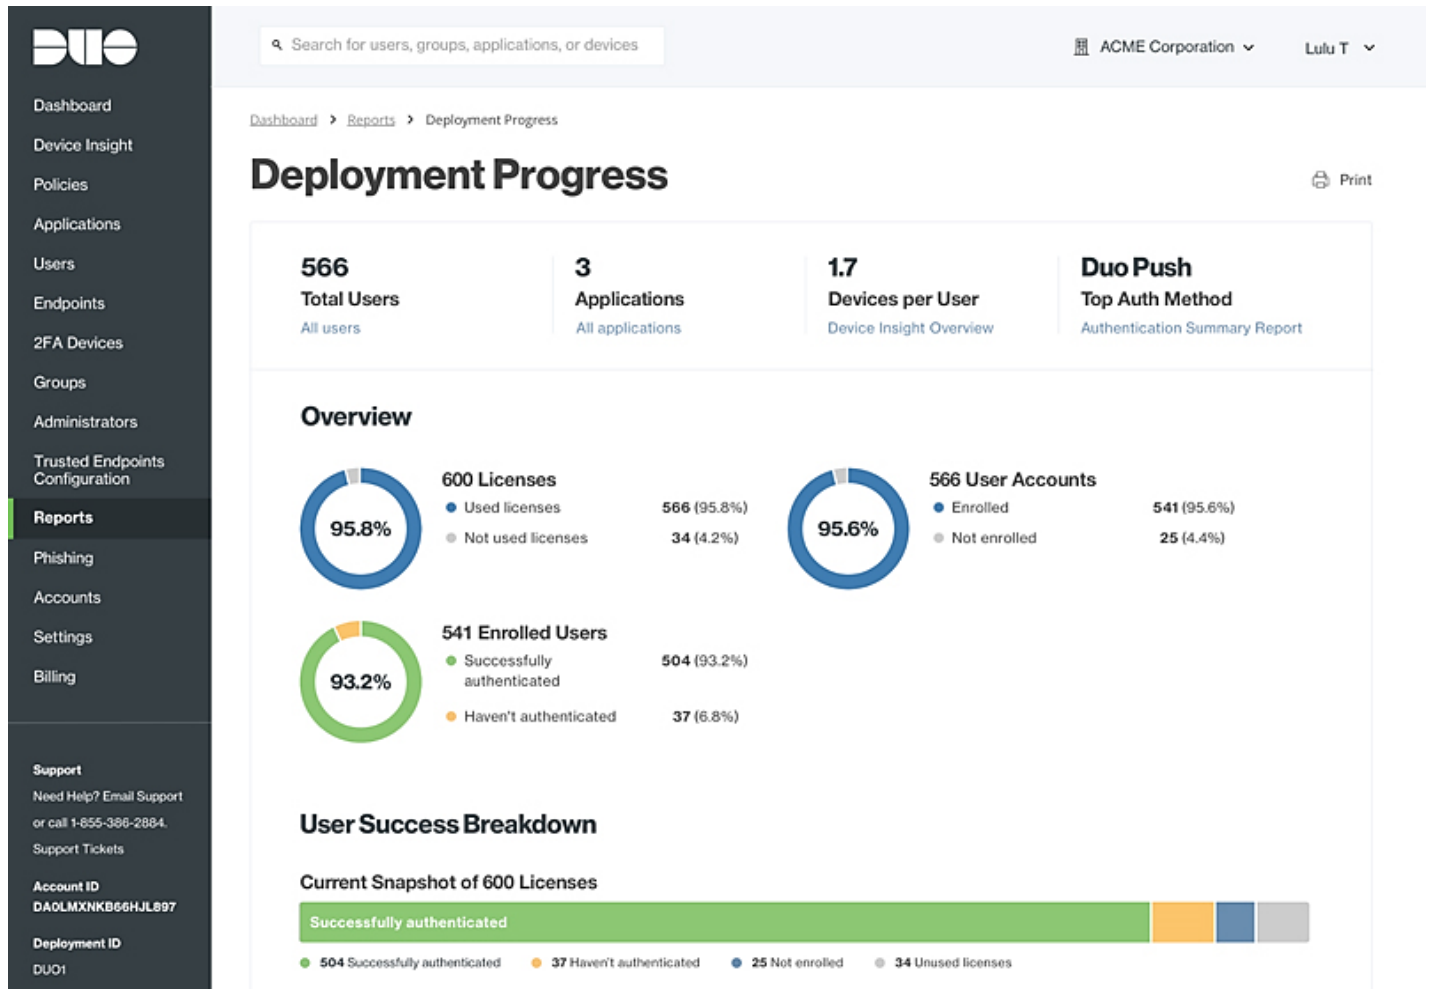 DUO
Search for users, groups, applications, or devices
ACME Corporation
Lulu T
Dashboard
Device Insight
Policies
Applications
Users
Endpoints
2FA Devices
Groups
Administrators
Trusted Endpoints
Configuration
Reports
Phishing
Accounts
Settings
Billing
Support
Need Help? Email Support
or call 1-855-386-2884.
Support Tickets
Account ID
DA0LMXNKB66HJL897
Deployment ID
DUO1
Dashboard > Reports > Deployment Progress
Deployment Progress
Print
566
Total Users
All users
3
Applications
All applications
1.7
Devices per User
Device Insight Overview
Duo Push
Top Auth Method
Authentication Summary Report
Overview
95.8%
600 Licenses
Used licenses 566 (95.8%)
Not used licenses 34 (4.2%)
95.6%
566 User Accounts
Enrolled 541 (95.6%)
Not enrolled 25 (4.4%)
93.2%
541 Enrolled Users
Successfully 504 (93.2%)
authenticated
Haven't authenticated 37 (6.8%)
User Success Breakdown
Current Snapshot of 600 Licenses
Successfully authenticated
504 Successfully authenticated 37 Haven't authenticated 25 Not enrolled 34 Unused licenses